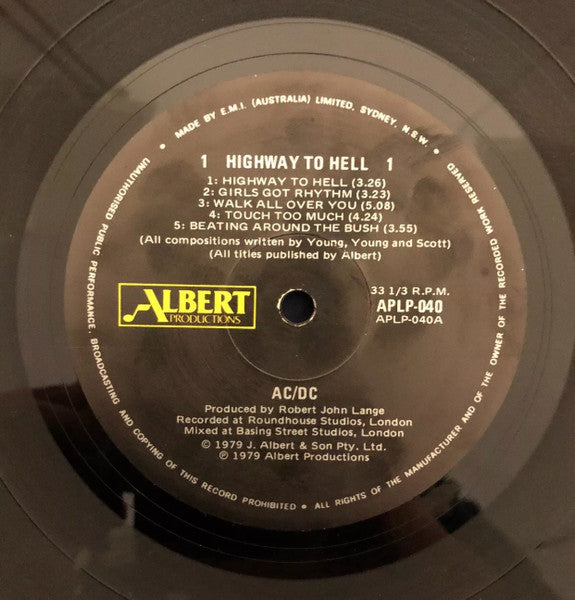 • MADE BY E.M.I. (AUSTRALIA) LIMITED, SYDNEY, N.S.W. •
UNAUTHORISED PUBLIC PERFORMANCE, BROADCASTING AND COPYING OF THIS RECORD PROHIBITED • ALL RIGHTS OF THE MANUFACTURER AND OF THE OWNER OF THE RECORDED WORK RESERVED
1 HIGHWAY TO HELL 1
1: HIGHWAY TO HELL (3.26)
2: GIRLS GOT RHYTHM (3.23)
3: WALK ALL OVER YOU (5.08)
4: TOUCH TOO MUCH (4.24)
5: BEATING AROUND THE BUSH (3.55)
(All compositions written by Young, Young and Scott)
(All titles published by Albert)
ALBERT
PRODUCTIONS
33 1/3 R.P.M.
APLP-040
APLP-040A
AC/DC
Produced by Robert John Lange
Recorded at Roundhouse Studios, London
Mixed at Basing Street Studios, London
© 1979 J. Albert & Son Pty. Ltd.
℗ 1979 Albert Productions